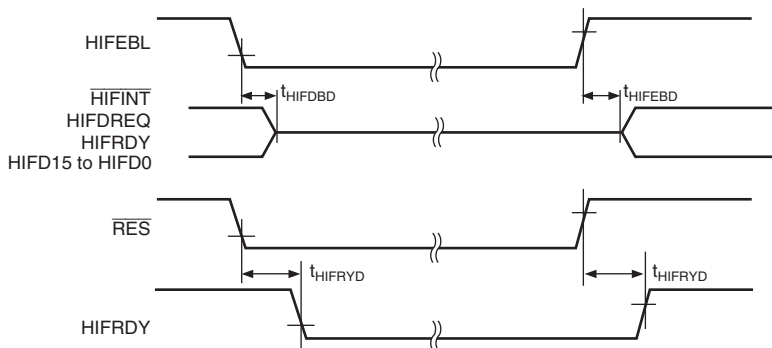 HIFEBL
HIFINT
tHIFDBD
tHIFEBD
HIFDREQ
HIFRDY
HIFD15 to HIFD0
RES
tHIFRYD
tHIFRYD
HIFRDY